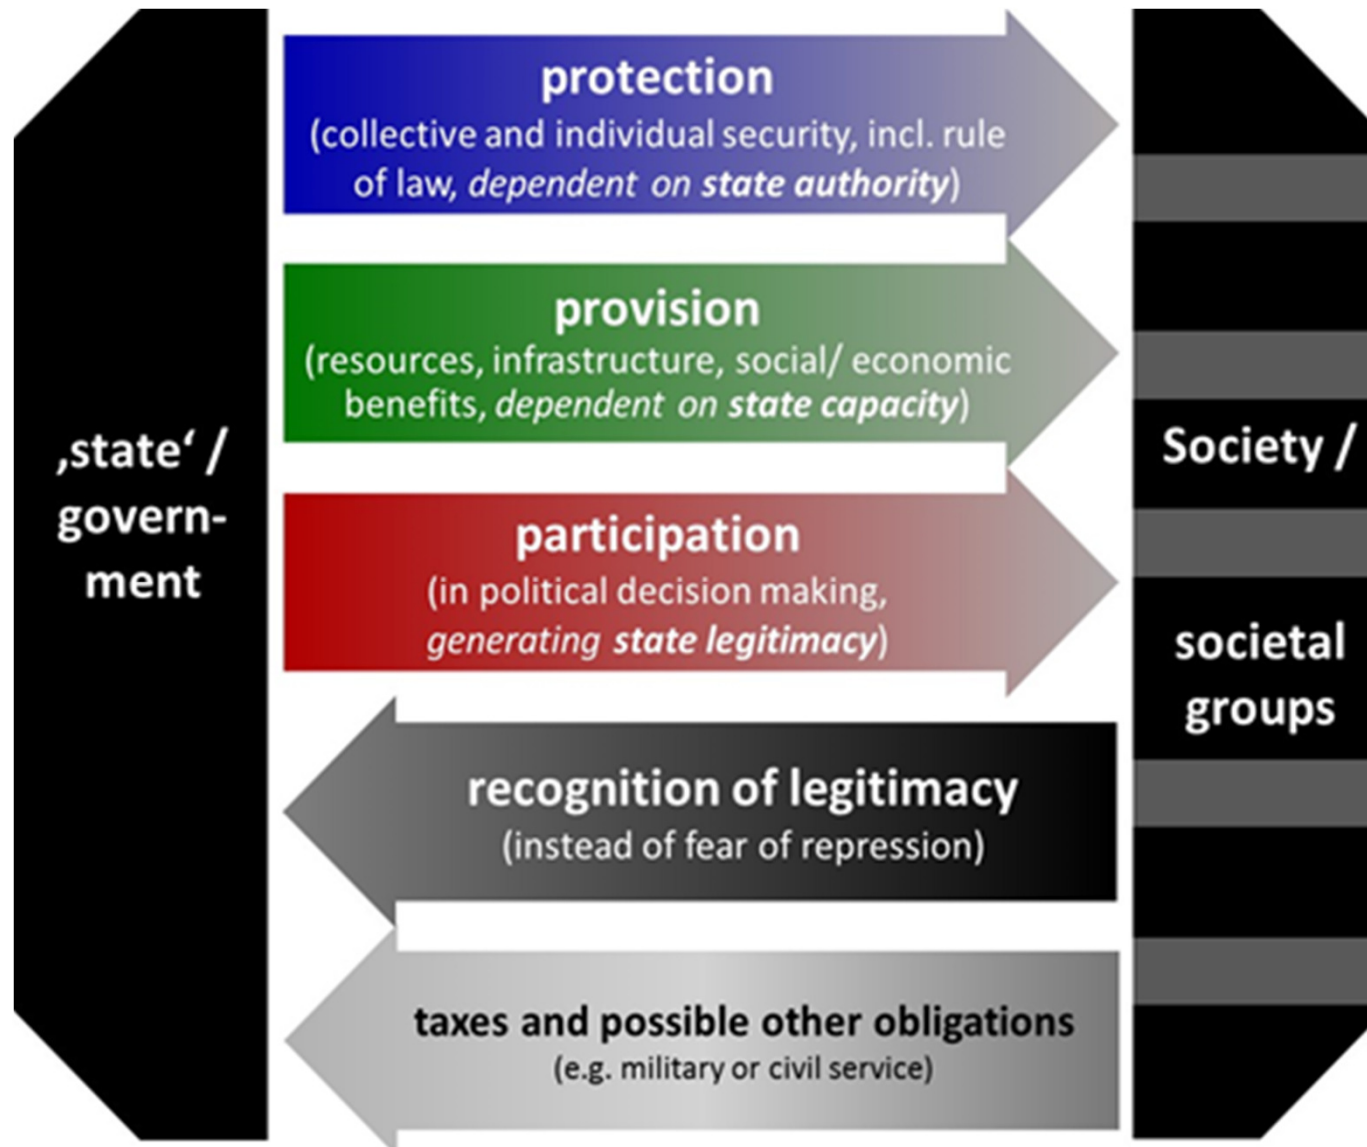 ‚state‘ /
govern-
ment
protection
(collective and individual security, incl. rule
of law, dependent on state authority)
provision
(resources, infrastructure, social/ economic
benefits, dependent on state capacity)
participation
(in political decision making,
generating state legitimacy)
recognition of legitimacy
(instead of fear of repression)
taxes and possible other obligations
(e.g. military or civil service)
Society /
societal
groups